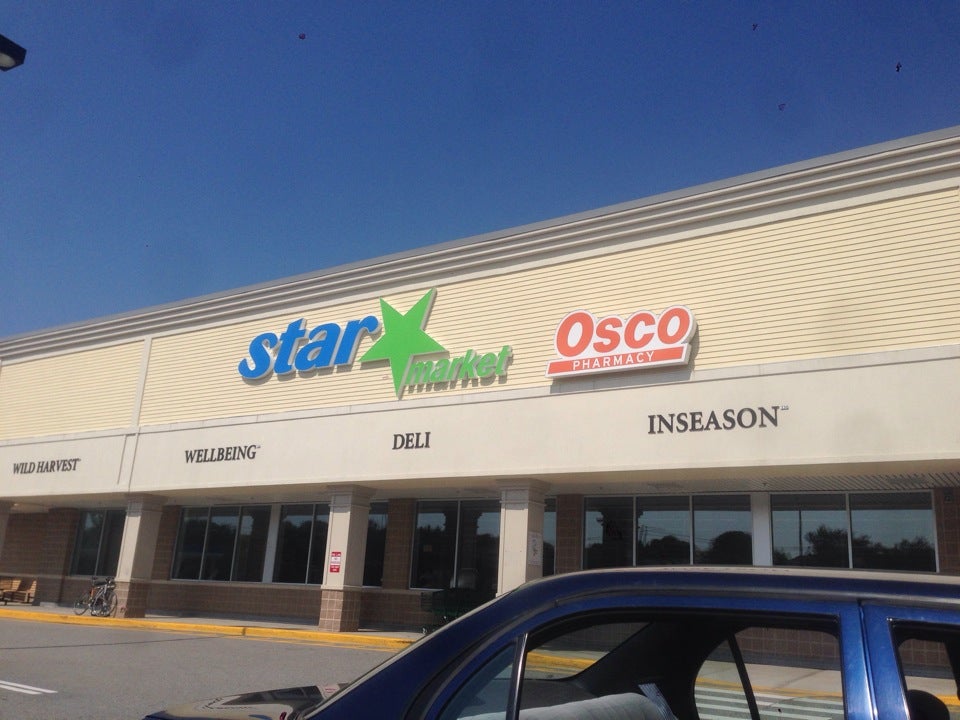 star market
Osco
PHARMACY
WILD HARVEST
WELLBEING
DELI
INSEASON